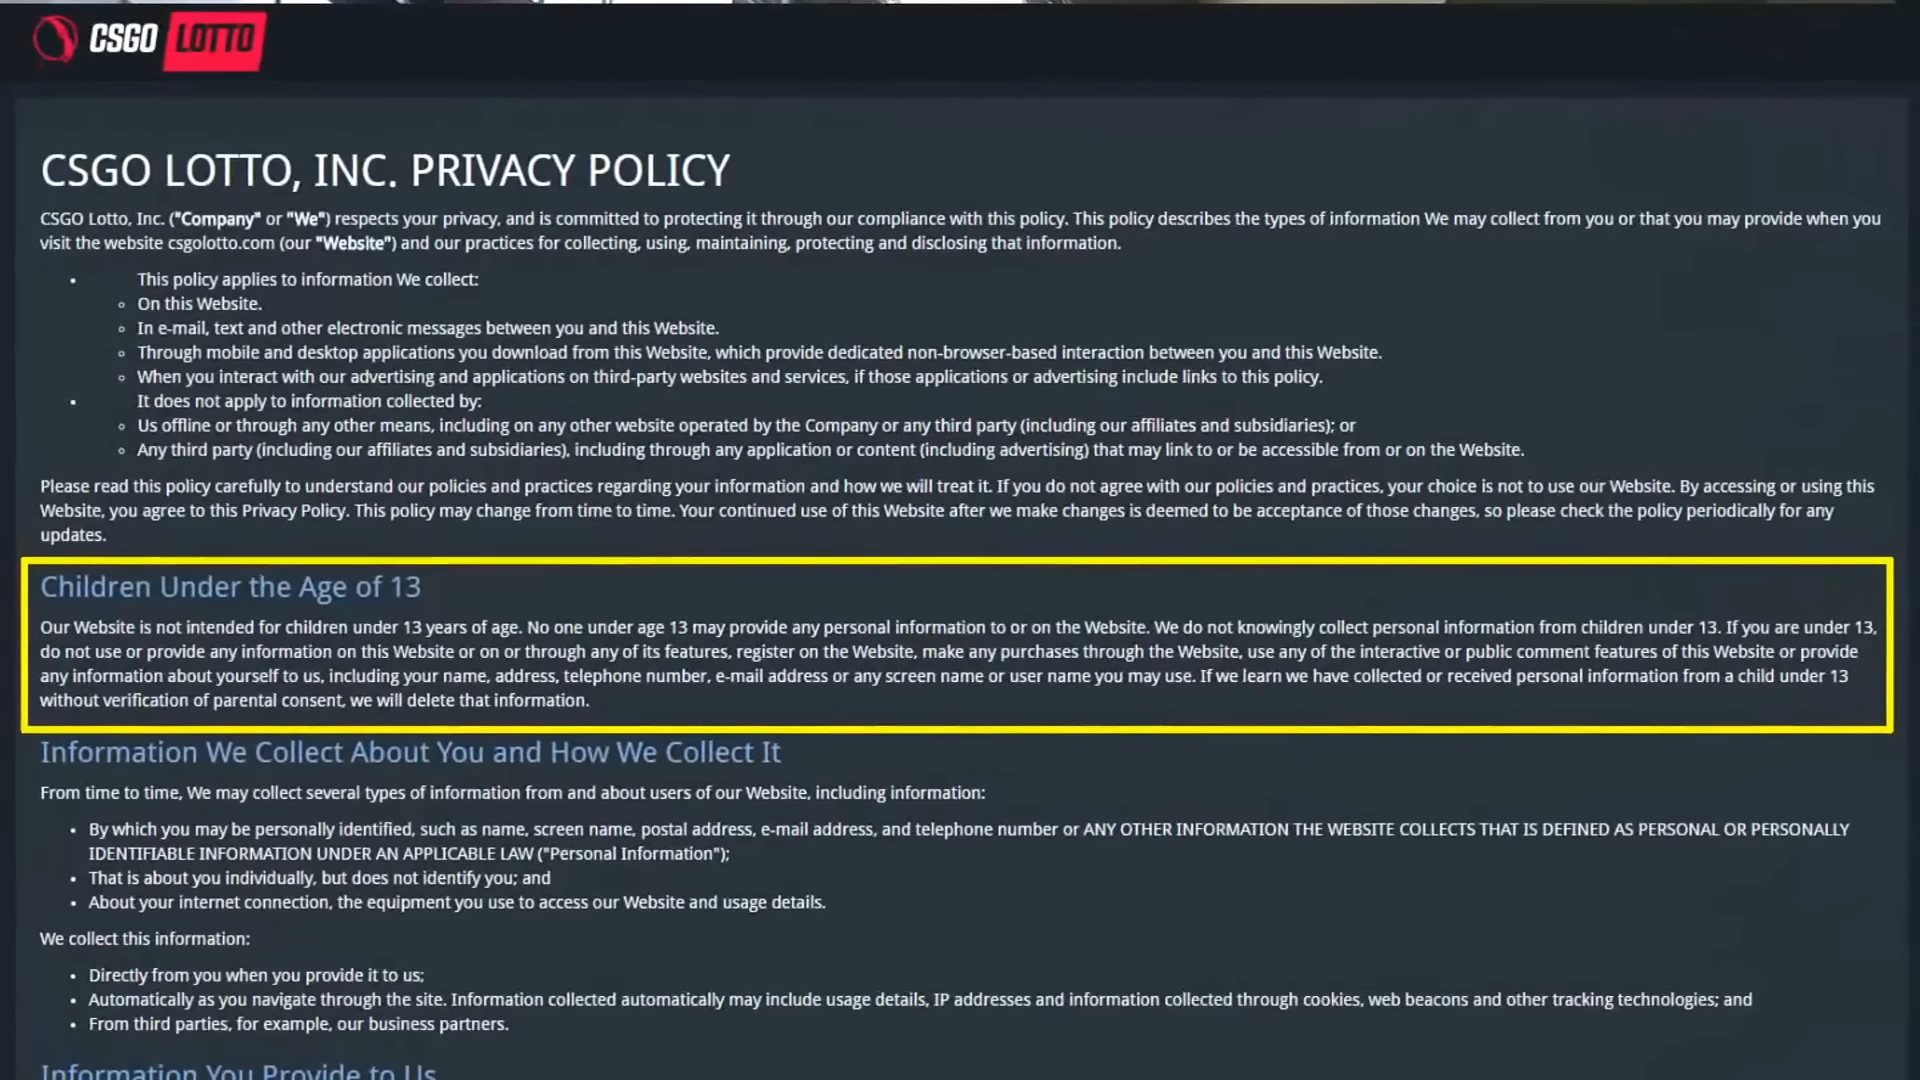 CSGO LOTTO
CSGO LOTTO, INC. PRIVACY POLICY
CSGO Lotto, Inc. ("Company" or "We") respects your privacy, and is committed to protecting it through our compliance with this policy. This policy describes the types of information We may collect from you or that you may provide when you
visit the website csgolotto.com (our "Website") and our practices for collecting, using, maintaining, protecting and disclosing that information.
• This policy applies to information We collect:
◦ On this Website.
◦ In e-mail, text and other electronic messages between you and this Website.
◦ Through mobile and desktop applications you download from this Website, which provide dedicated non-browser-based interaction between you and this Website.
◦ When you interact with our advertising and applications on third-party websites and services, if those applications or advertising include links to this policy.
• It does not apply to information collected by:
◦ Us offline or through any other means, including on any other website operated by the Company or any third party (including our affiliates and subsidiaries); or
◦ Any third party (including our affiliates and subsidiaries), including through any application or content (including advertising) that may link to or be accessible from or on the Website.
Please read this policy carefully to understand our policies and practices regarding your information and how we will treat it. If you do not agree with our policies and practices, your choice is not to use our Website. By accessing or using this
Website, you agree to this Privacy Policy. This policy may change from time to time. Your continued use of this Website after we make changes is deemed to be acceptance of those changes, so please check the policy periodically for any
updates.
Children Under the Age of 13
Our Website is not intended for children under 13 years of age. No one under age 13 may provide any personal information to or on the Website. We do not knowingly collect personal information from children under 13. If you are under 13,
do not use or provide any information on this Website or on or through any of its features, register on the Website, make any purchases through the Website, use any of the interactive or public comment features of this Website or provide
any information about yourself to us, including your name, address, telephone number, e-mail address or any screen name or user name you may use. If we learn we have collected or received personal information from a child under 13
without verification of parental consent, we will delete that information.
Information We Collect About You and How We Collect It
From time to time, We may collect several types of information from and about users of our Website, including information:
• By which you may be personally identified, such as name, screen name, postal address, e-mail address, and telephone number or ANY OTHER INFORMATION THE WEBSITE COLLECTS THAT IS DEFINED AS PERSONAL OR PERSONALLY
IDENTIFIABLE INFORMATION UNDER AN APPLICABLE LAW ("Personal Information");
• That is about you individually, but does not identify you; and
• About your internet connection, the equipment you use to access our Website and usage details.
We collect this information:
• Directly from you when you provide it to us;
• Automatically as you navigate through the site. Information collected automatically may include usage details, IP addresses and information collected through cookies, web beacons and other tracking technologies; and
• From third parties, for example, our business partners.
Information You Provide to Us